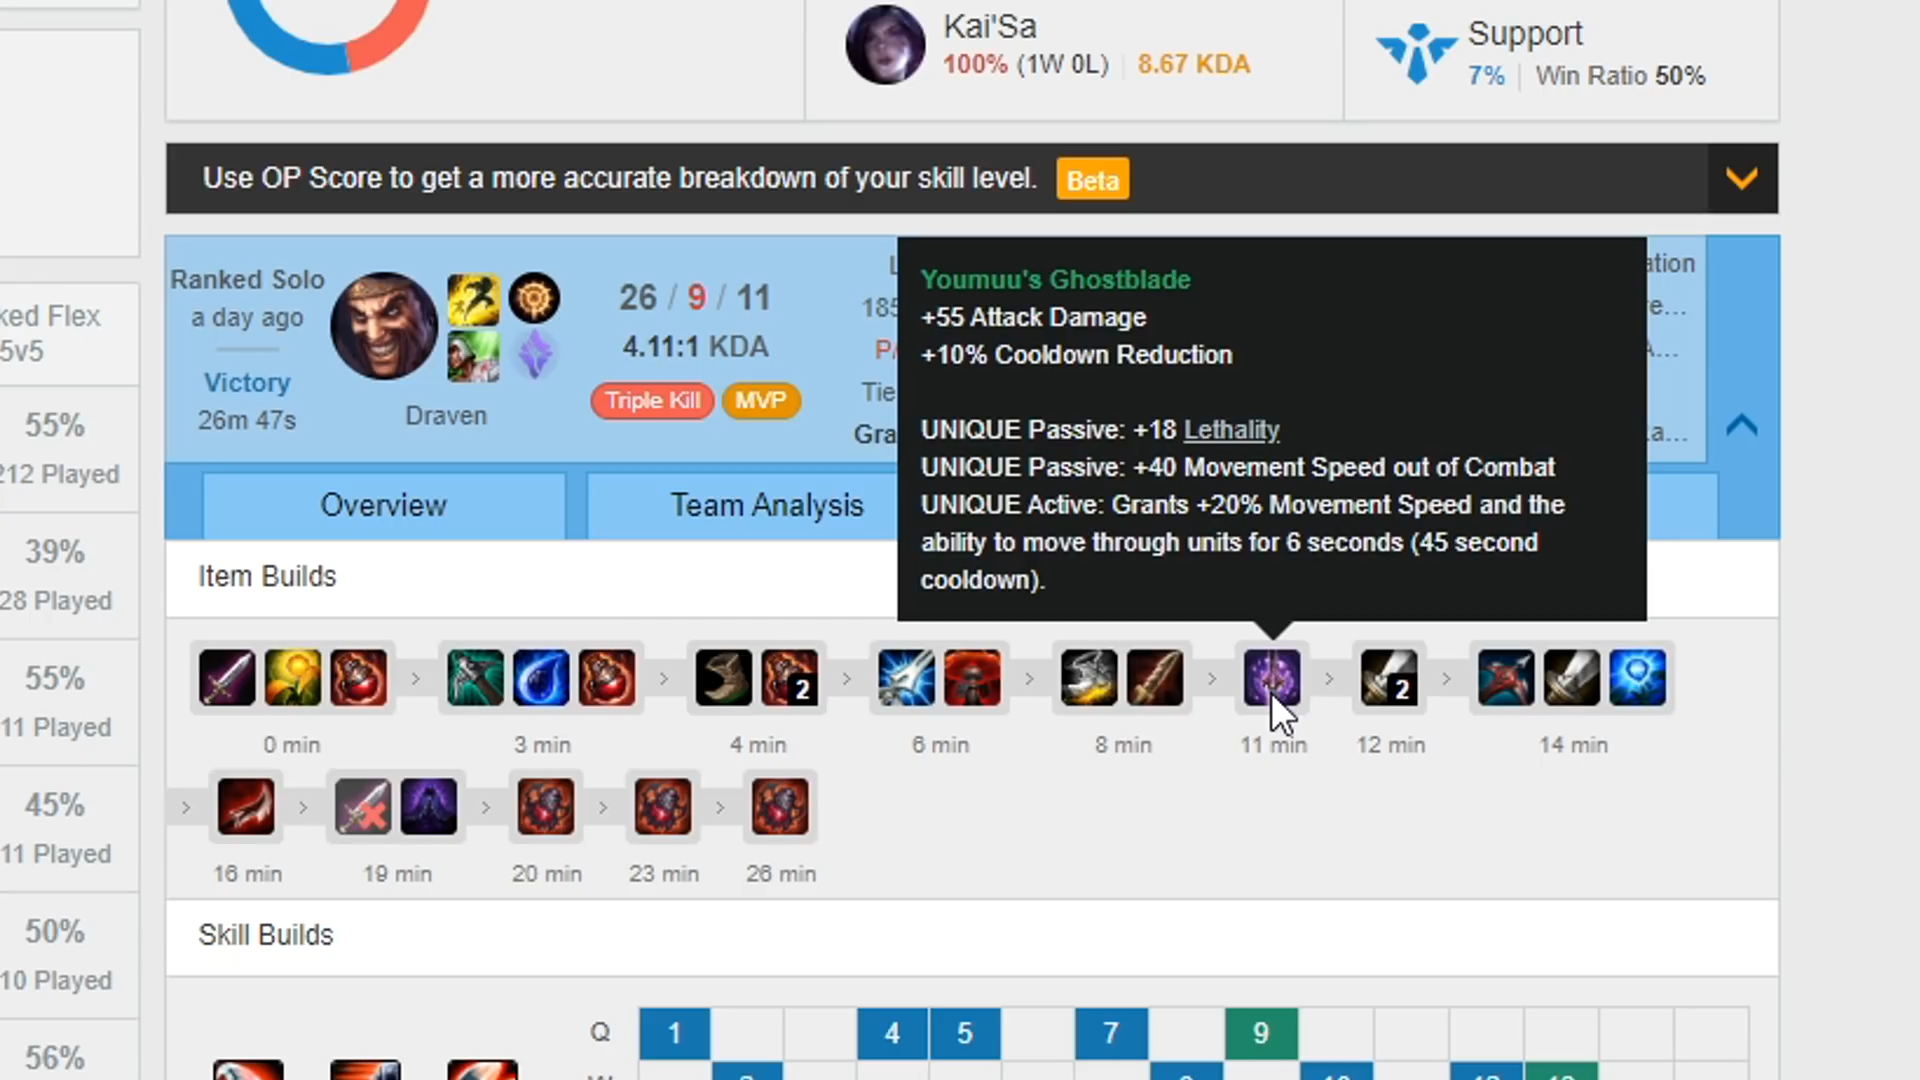 Kai'Sa
100% (1W 0L) 8.67 KDA
Support
7% Win Ratio 50%
Use OP Score to get a more accurate breakdown of your skill level. Beta
ked Flex
5v5
55%
212 Played
39%
28 Played
55%
11 Played
45%
11 Played
50%
10 Played
56%
Ranked Solo
a day ago
Victory
26m 47s
Draven
26 / 9 / 11
4.11:1 KDA
Triple Kill MVP
L
185
P/
Tie
Gra
Youmuu's Ghostblade
+55 Attack Damage
+10% Cooldown Reduction
UNIQUE Passive: +18 Lethality
UNIQUE Passive: +40 Movement Speed out of Combat
UNIQUE Active: Grants +20% Movement Speed and the
ability to move through units for 6 seconds (45 second
cooldown).
ation
e...
A...
a...
Overview Team Analysis
Item Builds
2
2
0 min 3 min 4 min 6 min 8 min 11 min 12 min 14 min
16 min 19 min 20 min 23 min 26 min
Skill Builds
Q 1 4 5 7 9